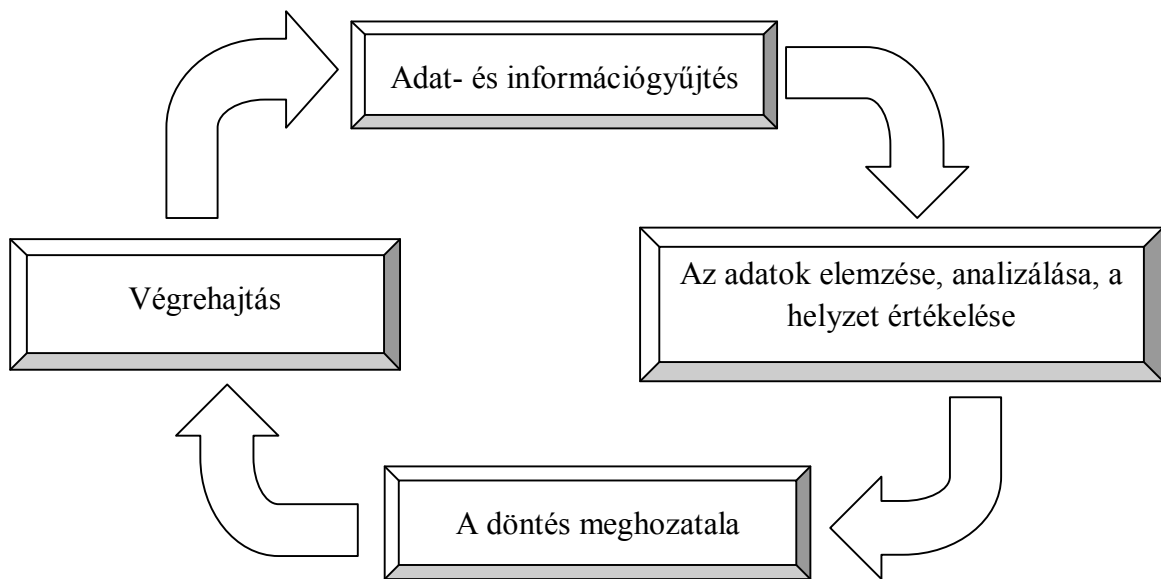 Adat- és információgyűjtés
Az adatok elemzése, analizálása, a
helyzet értékelése
A döntés meghozatala
Végrehajtás